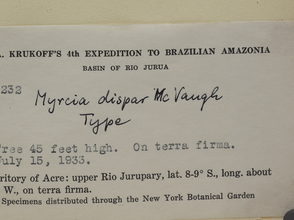 A. KRUKOFF'S 4th EXPEDITION TO BRAZILIAN AMAZONIA
BASIN OF RIO JURUA
232
Myrcia dispar McVaugh
Type
ree 45 feet high. On terra firma.
uly 15, 1933.
ritory of Acre: upper Rio Jurupary, lat. 8-9° S., long. about
W., on terra firma.
Specimens distributed through the New York Botanical Garden